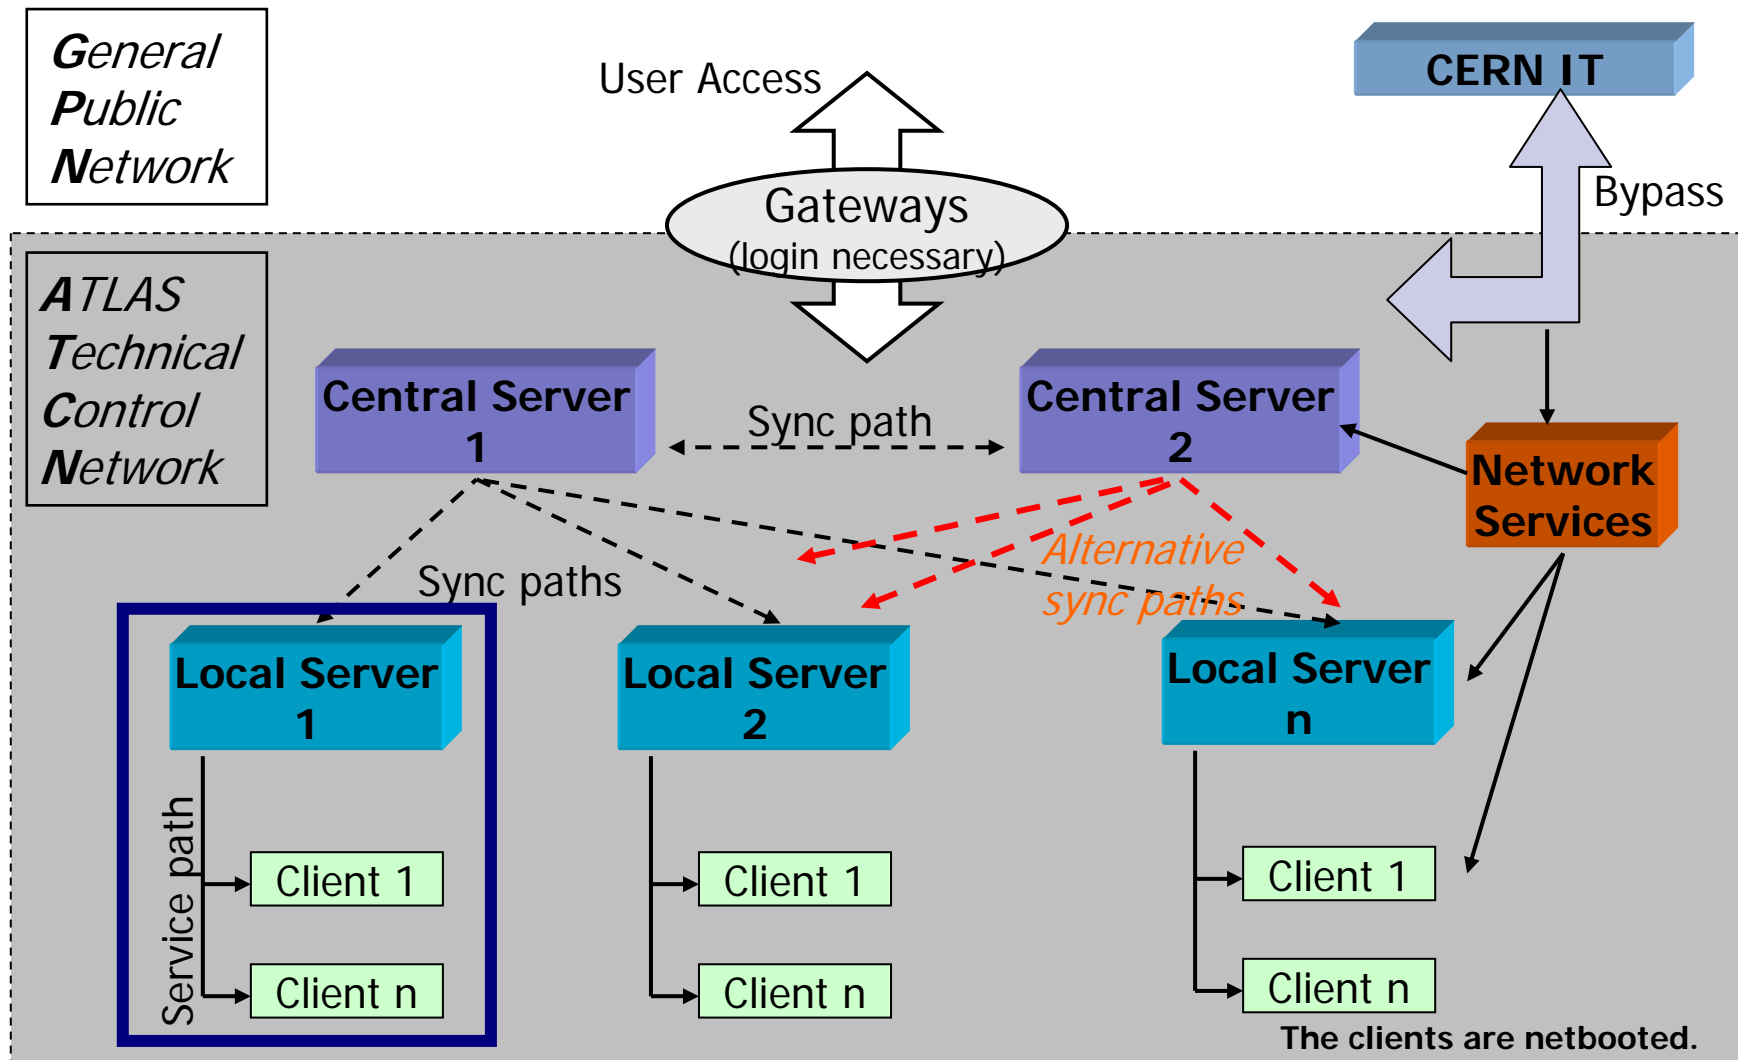 General
Public
Network
User Access
CERN IT
Bypass
Gateways
(login necessary)
ATLAS
Technical
Control
Network
Central Server
1
Sync path
Central Server
2
Network
Services
Sync paths
Alternative
sync paths
Local Server
1
Local Server
2
Local Server
n
Service path
Client 1
Client n
Client 1
Client n
Client 1
Client n
The clients are netbooted.